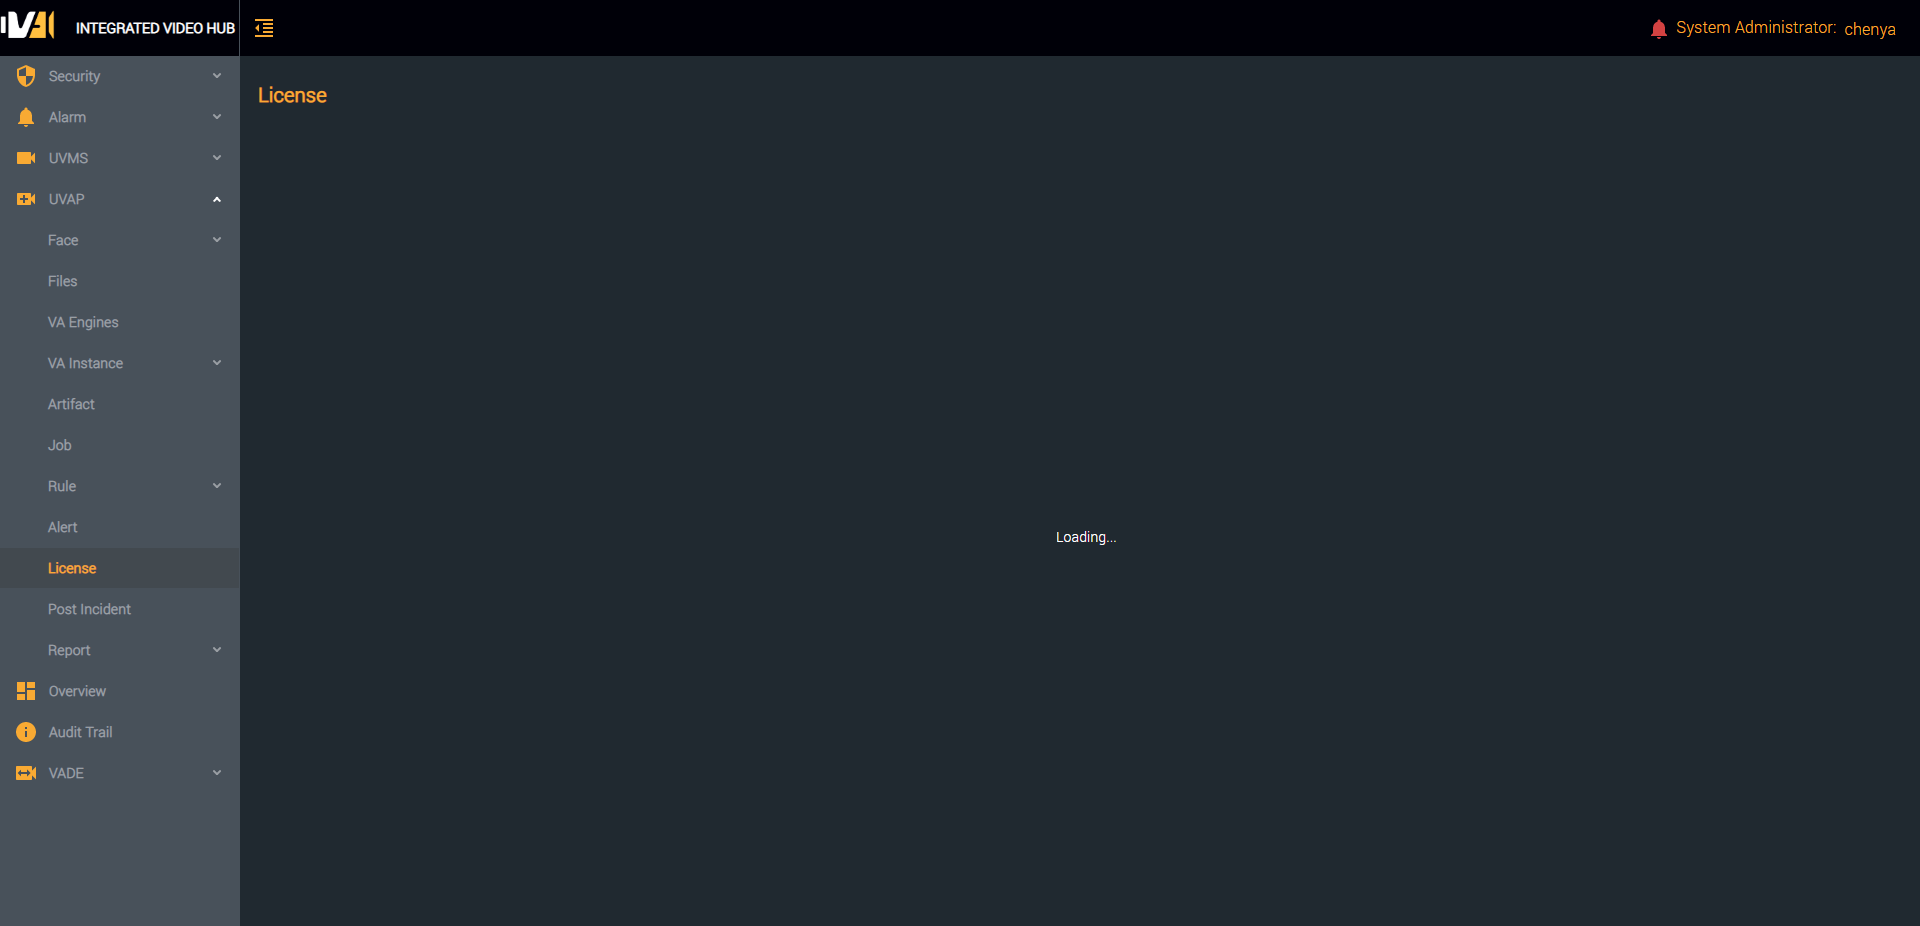 IVH INTEGRATED VIDEO HUB
System Administrator: chenya
Security
Alarm
UVMS
UVAP
Face
Files
VA Engines
VA Instance
Artifact
Job
Rule
Alert
License
Post Incident
Report
Overview
Audit Trail
VADE
License
Loading...